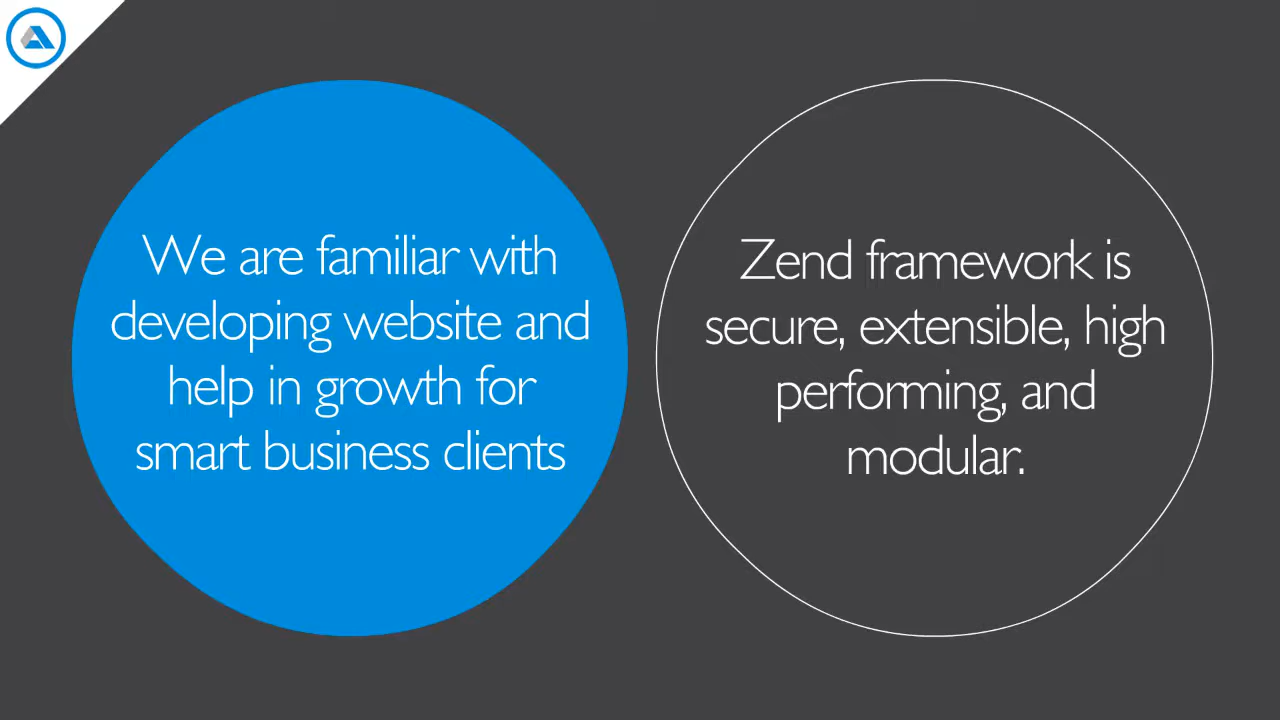 We are familiar with
developing website and
help in growth for
smart business clients
Zend framework is
secure, extensible, high
performing, and
modular.